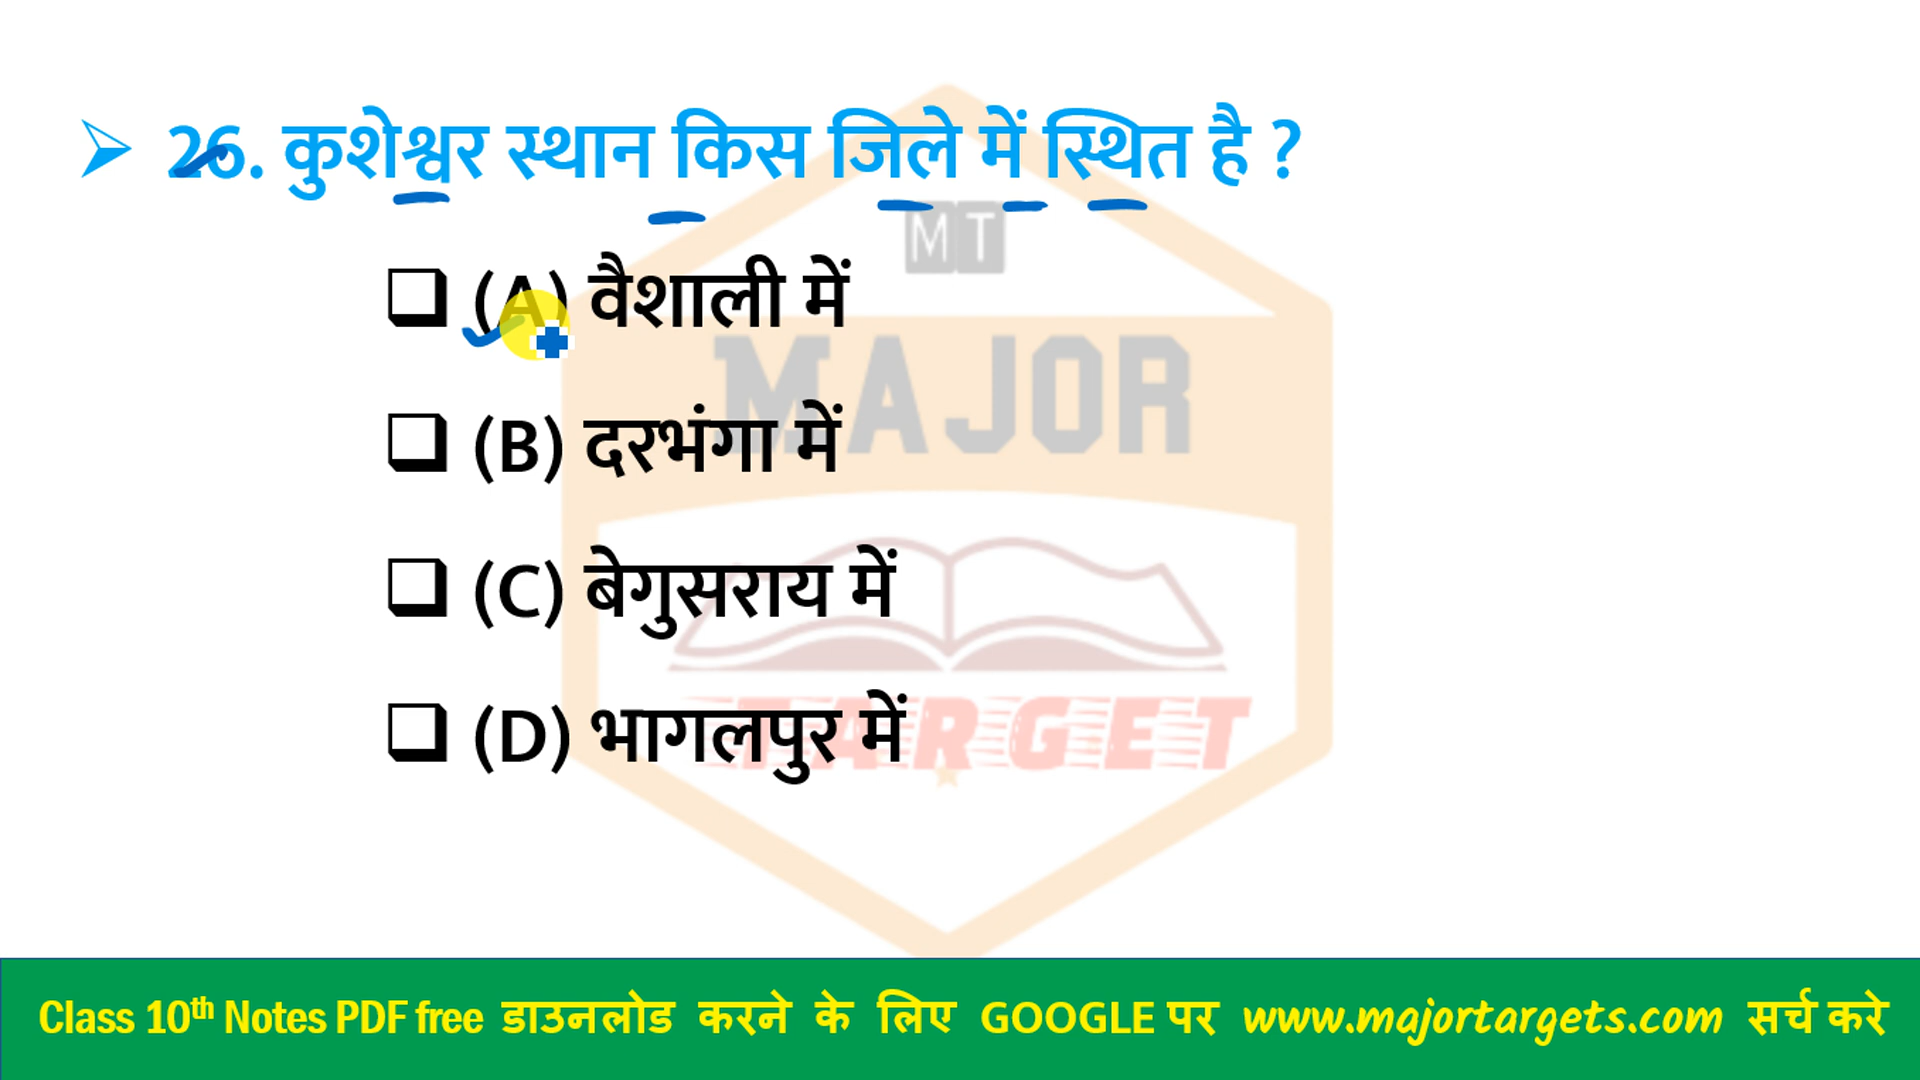 26. कुशेश्वर स्थान किस जिले में स्थित है ?
MT
(A) वैशाली में
MAJOR
(B) दरभंगा में
(C) बेगुसराय में
(D) भागलपुर में
TARGET
Class 10th Notes PDF free डाउनलोड करने के लिए GOOGLE पर www.majortargets.com सर्च करे